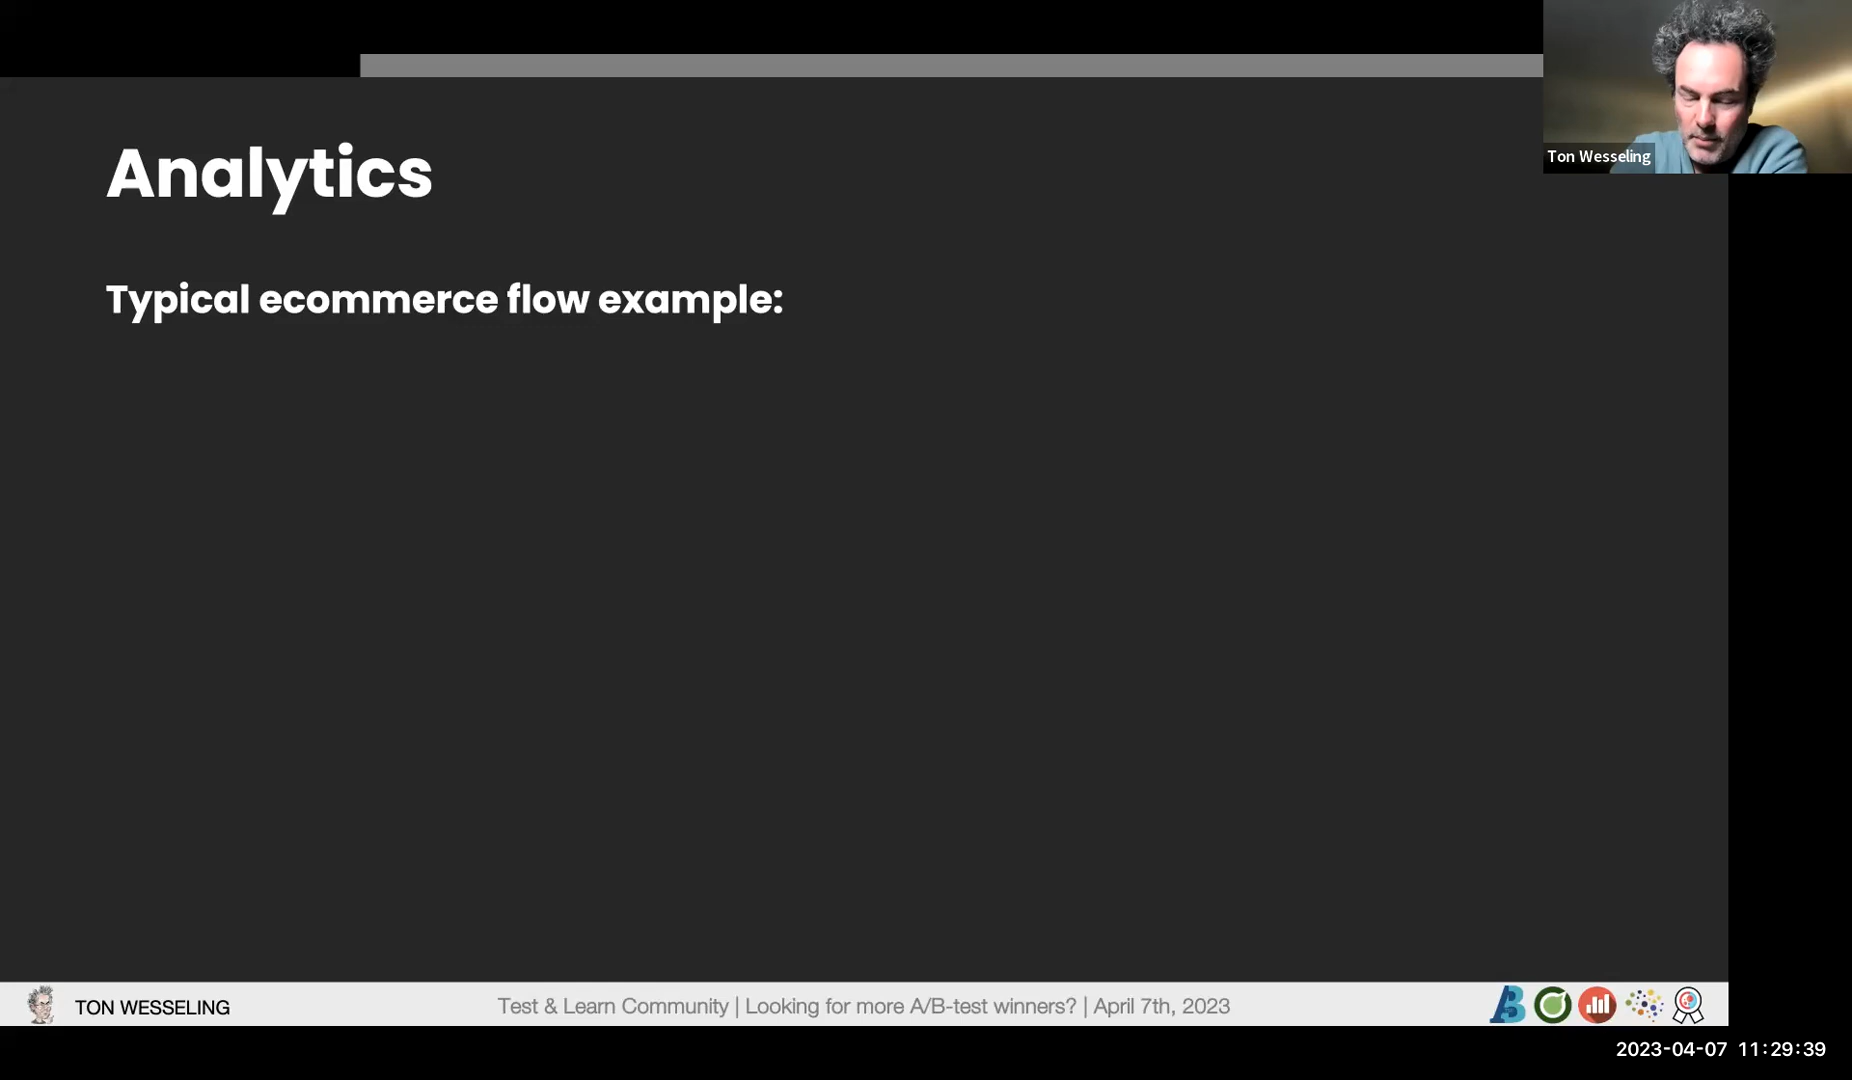 Analytics
Typical ecommerce flow example:
Ton Wesseling
TON WESSELING
Test & Learn Community | Looking for more A/B-test winners? | April 7th, 2023
2023-04-07 11:29:39